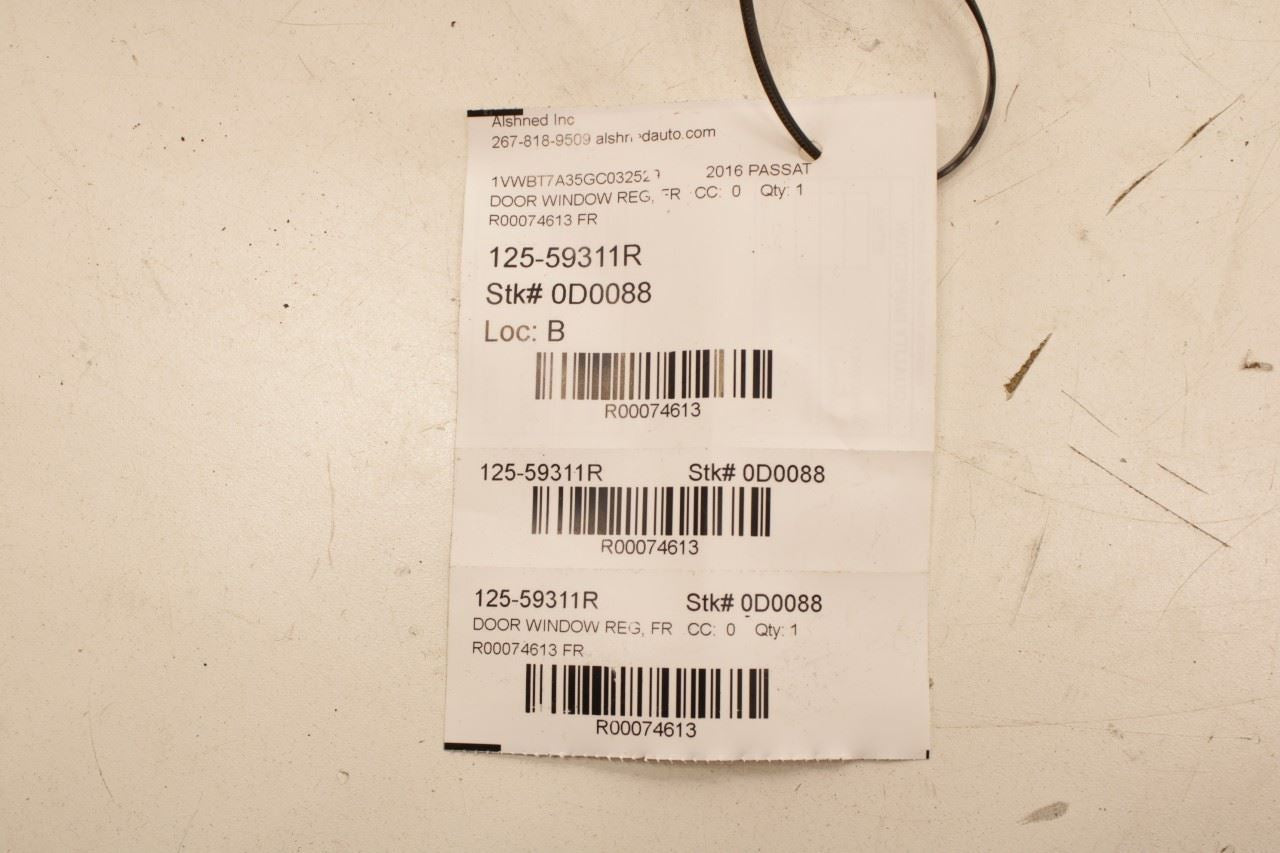 Alshned Inc
267-818-9509
2016 PASSAT
DOOR WINDOW REG, FR CC: 0 Qty: 1
R00074613 FR
125-59311R
Stk# 0D0088
Loc: B
R00074613
125-59311R Stk# 0D0088
R00074613
125-59311R Stk# 0D0088
DOOR WINDOW REG, FR CC: 0 Qty: 1
R00074613 FR
R00074613